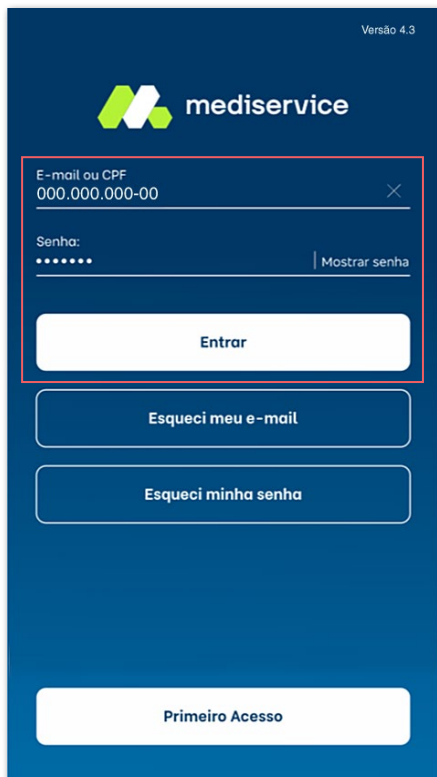 Versão 4.3
mediservice
E-mail ou CPF
000.000.000-00
Senha:
•••••••
Mostrar senha
Entrar
Esqueci meu e-mail
Esqueci minha senha
Primeiro Acesso